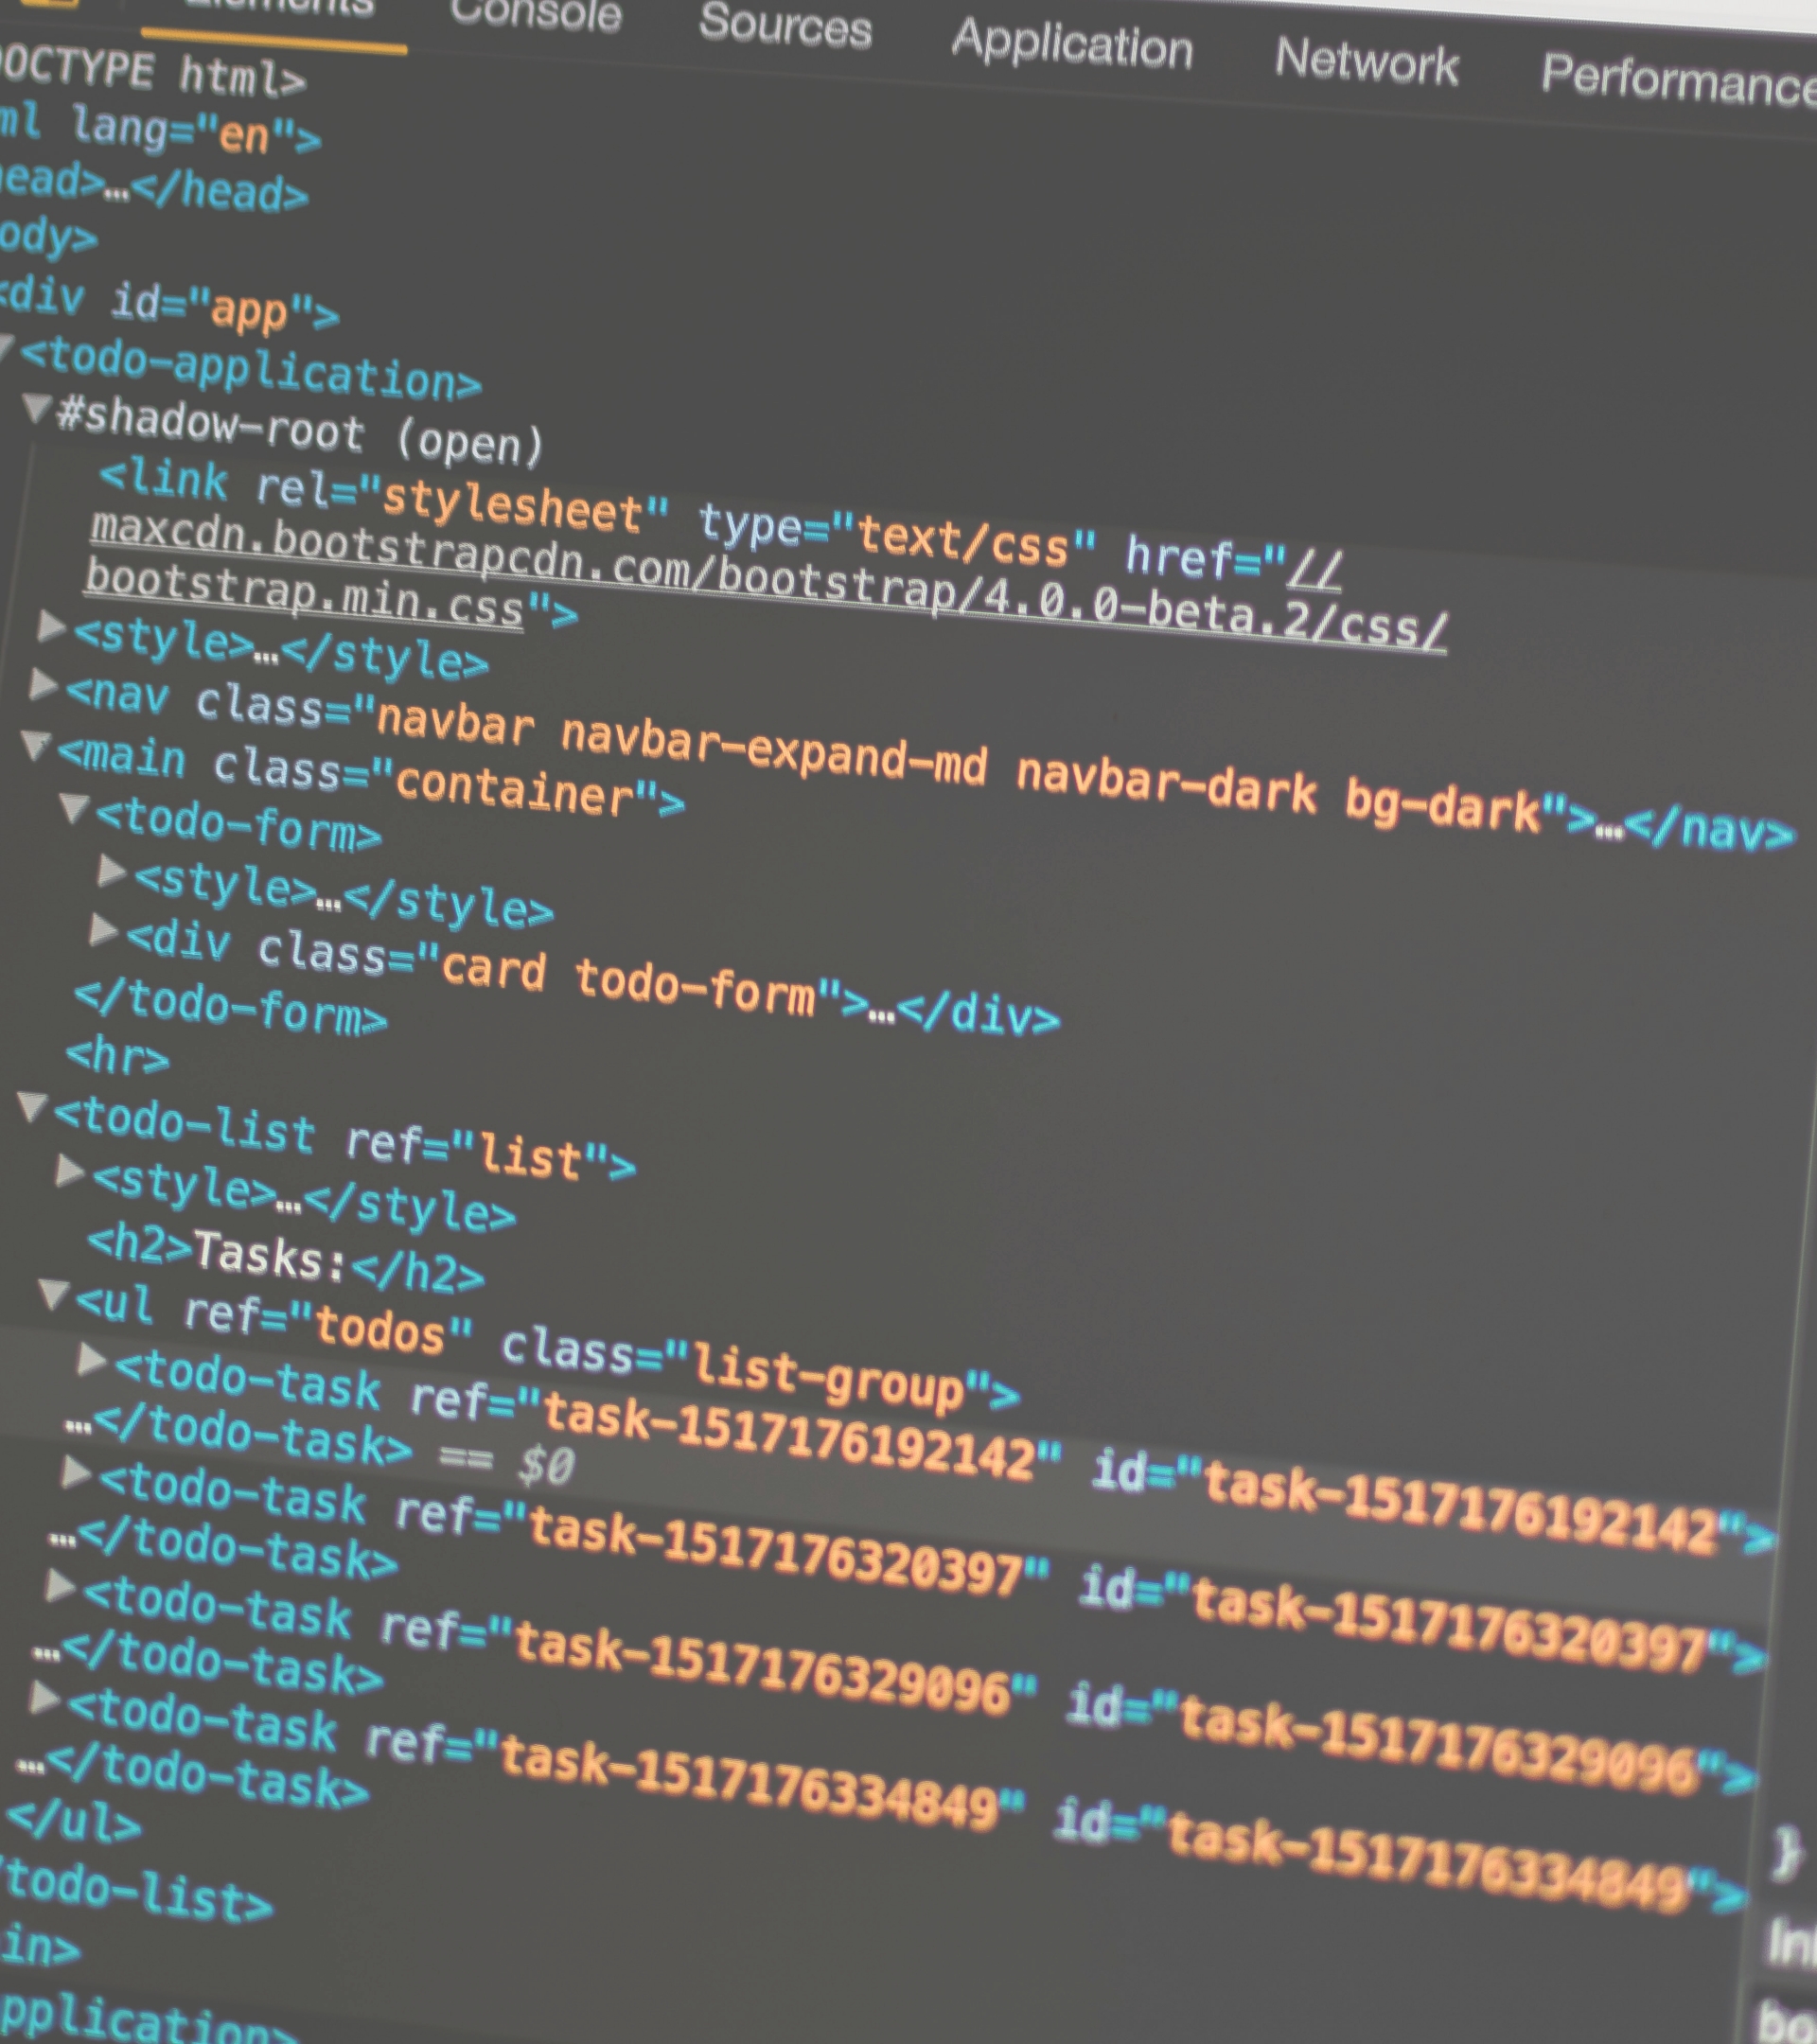 Elements Console Sources Application Network Performance
OCTYPE html>
ml lang="en">
head>…</head>
ody>
<div id="app">
▼<todo-application>
▼#shadow-root (open)
<link rel="stylesheet" type="text/css" href="//
maxcdn.bootstrapcdn.com/bootstrap/4.0.0-beta.2/css/
bootstrap.min.css">
▶<style>…</style>
▶<nav class="navbar navbar-expand-md navbar-dark bg-dark">…</nav>
▼<main class="container">
▼<todo-form>
▶<style>…</style>
▶<div class="card todo-form">…</div>
</todo-form>
<hr>
▼<todo-list ref="list">
▶<style>…</style>
<h2>Tasks:</h2>
▼<ul ref="todos" class="list-group">
▶<todo-task ref="task-1517176192142" id="task-1517176192142">
…</todo-task> == $0
▶<todo-task ref="task-1517176320397" id="task-1517176320397">
…</todo-task>
▶<todo-task ref="task-1517176329096" id="task-1517176329096">
…</todo-task>
▶<todo-task ref="task-1517176334849" id="task-1517176334849">
…</todo-task>
</ul>
/todo-list>
in>
pplication>
}